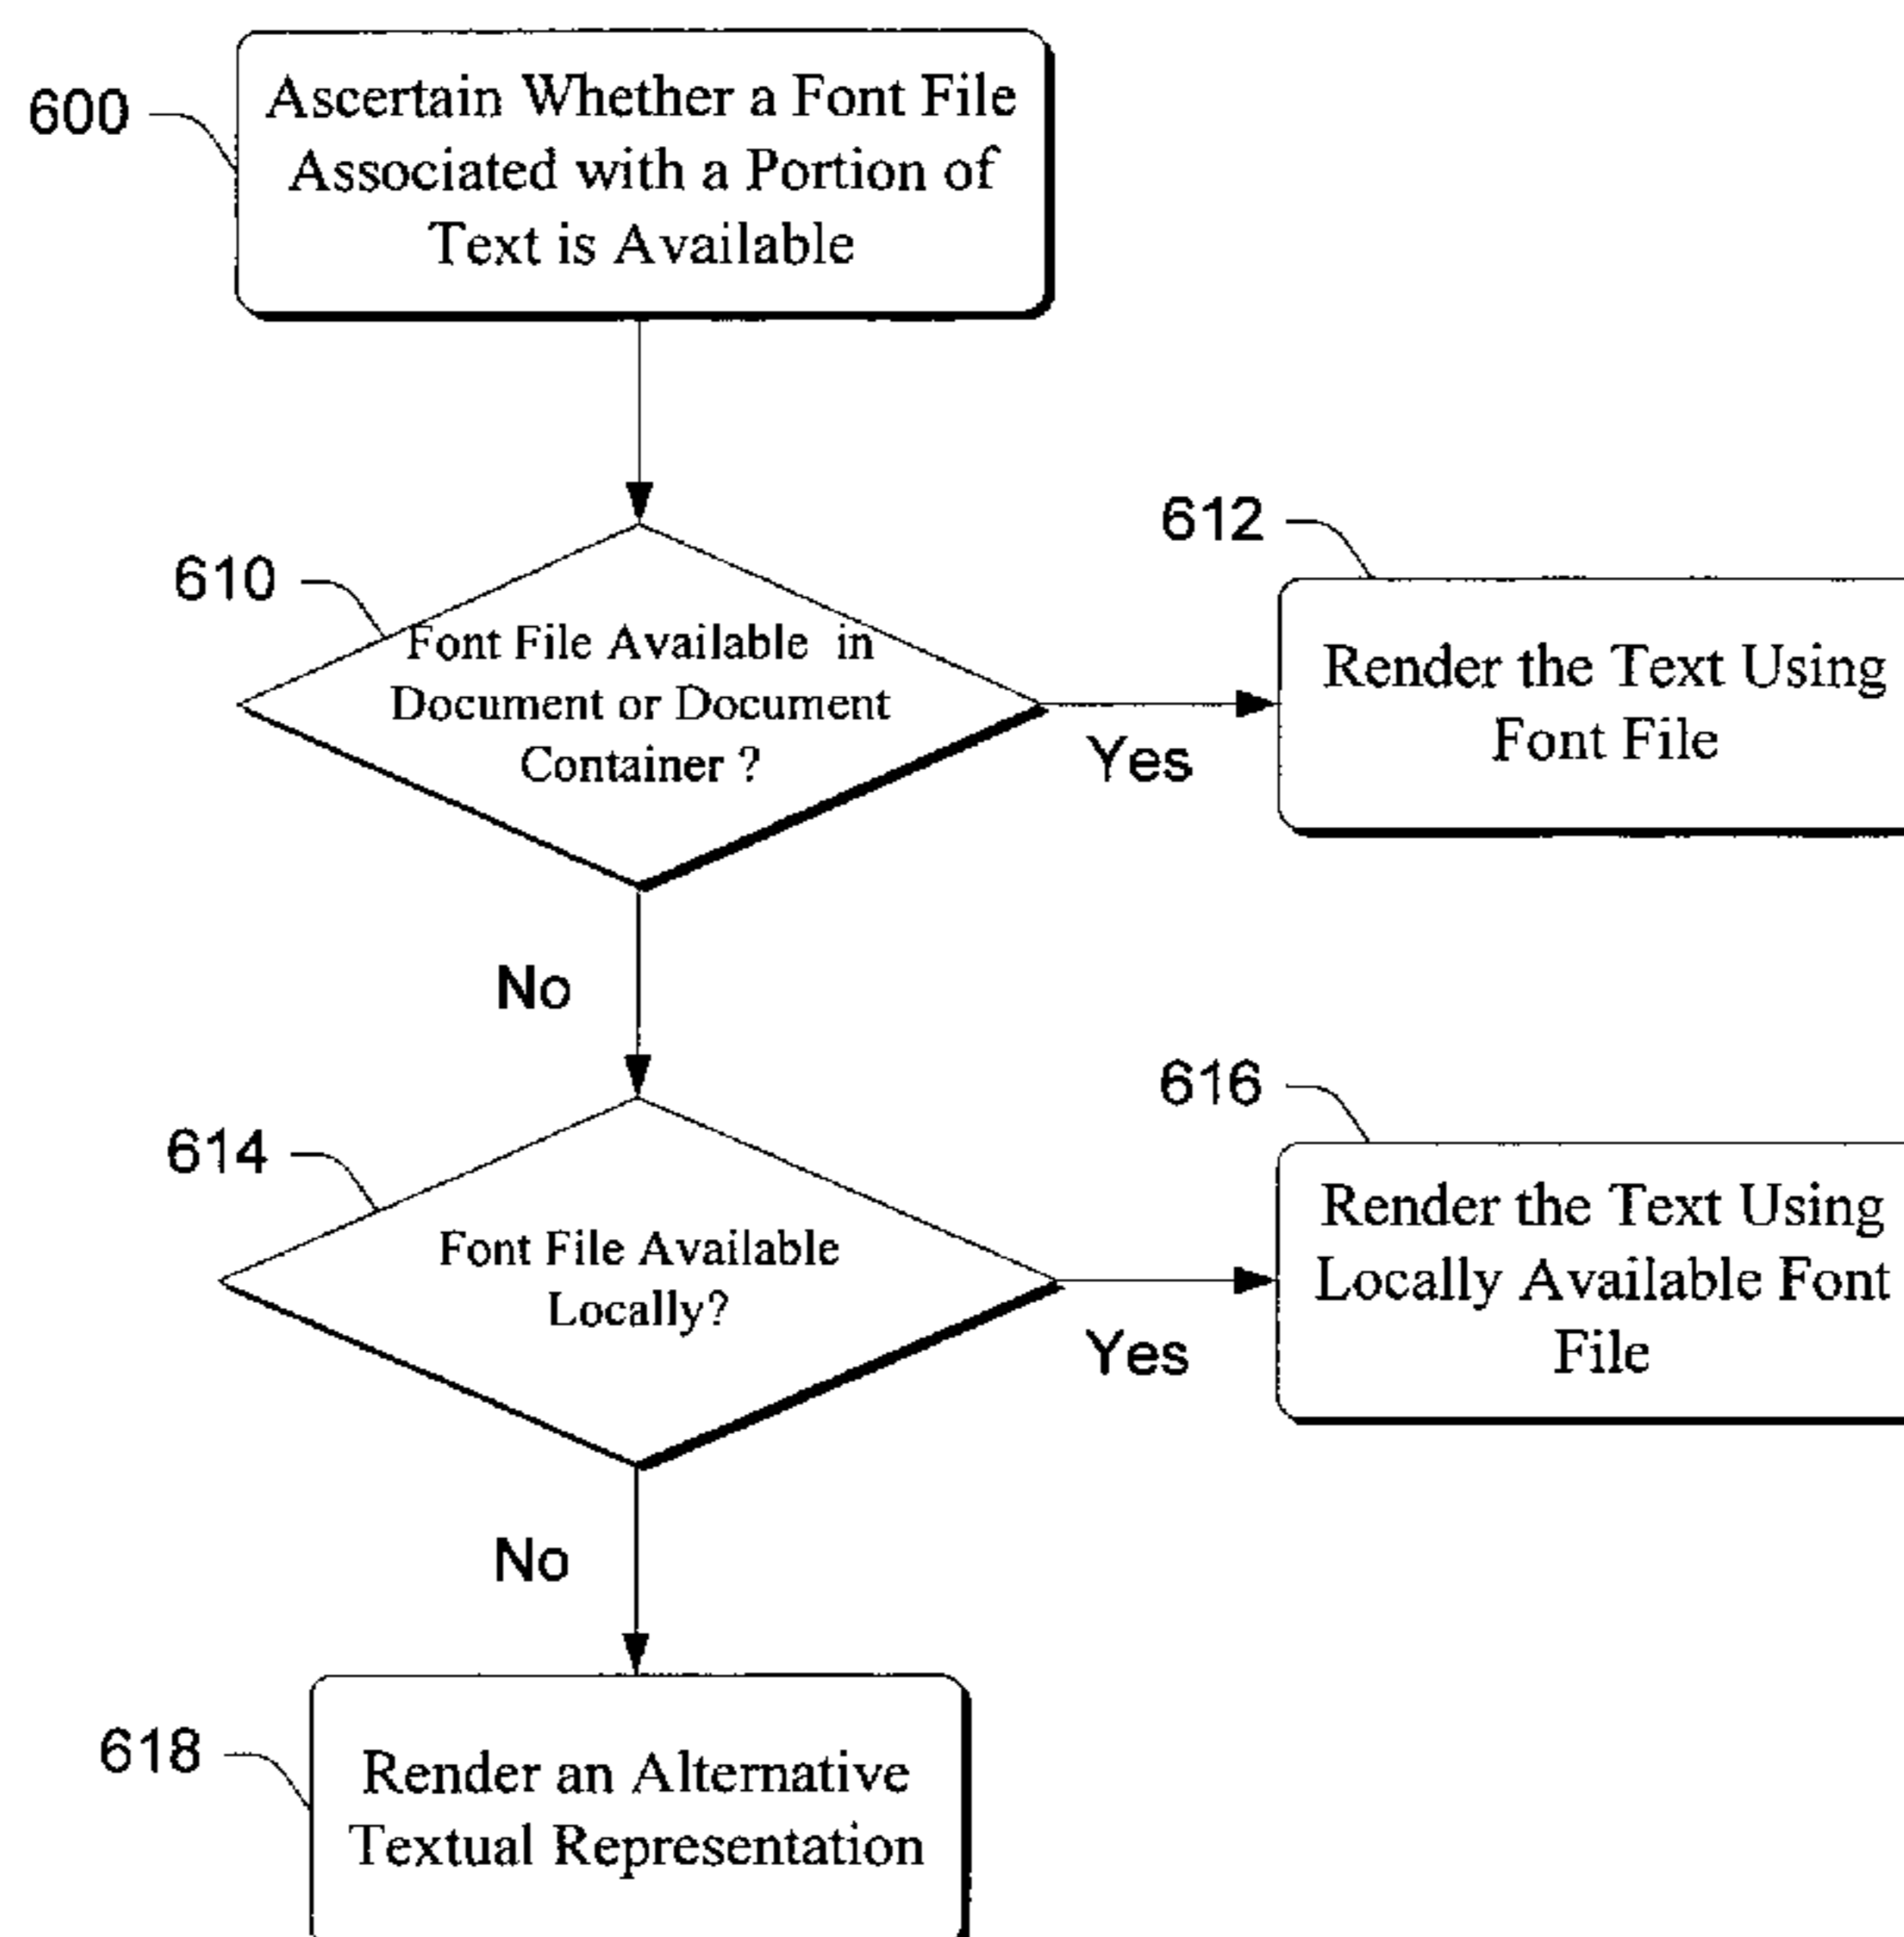 600
Ascertain Whether a Font File
Associated with a Portion of
Text is Available
610
Font File Available in
Document or Document
Container ?
Yes
612
Render the Text Using
Font File
No
614
Font File Available
Locally?
Yes
616
Render the Text Using
Locally Available Font
File
No
618
Render an Alternative
Textual Representation